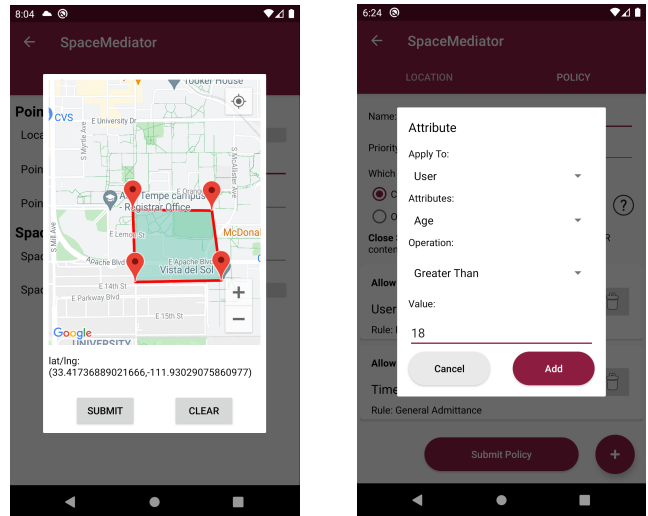 8:04
SpaceMediator
Poin
Loca
Poin
Poin
Spac
Spac
Spac
Tooker House
CVS
E University Dr
S Myrtle Ave
S McAllister Ave
Tempe campus
- Registrar Office
E Orange
E Lemon St
McDonal
S Mill Ave
Apache Blvd
E Apache Blv
Vista del Sol
E 14th St
E Parkway Blvd
E 15th St
+
−
Google
UNIVERSITY
lat/lng:
(33.41736889021666,-111.93029075860977)
SUBMIT
CLEAR
6:24
SpaceMediator
LOCATION
POLICY
Name:
Priority
Which
C
O
?
Close
R
conten
Allow
User
Rule:
Allow
Time
Rule: General Admittance
Submit Policy
+
Attribute
Apply To:
User
Attributes:
Age
Operation:
Greater Than
Value:
18
Cancel
Add